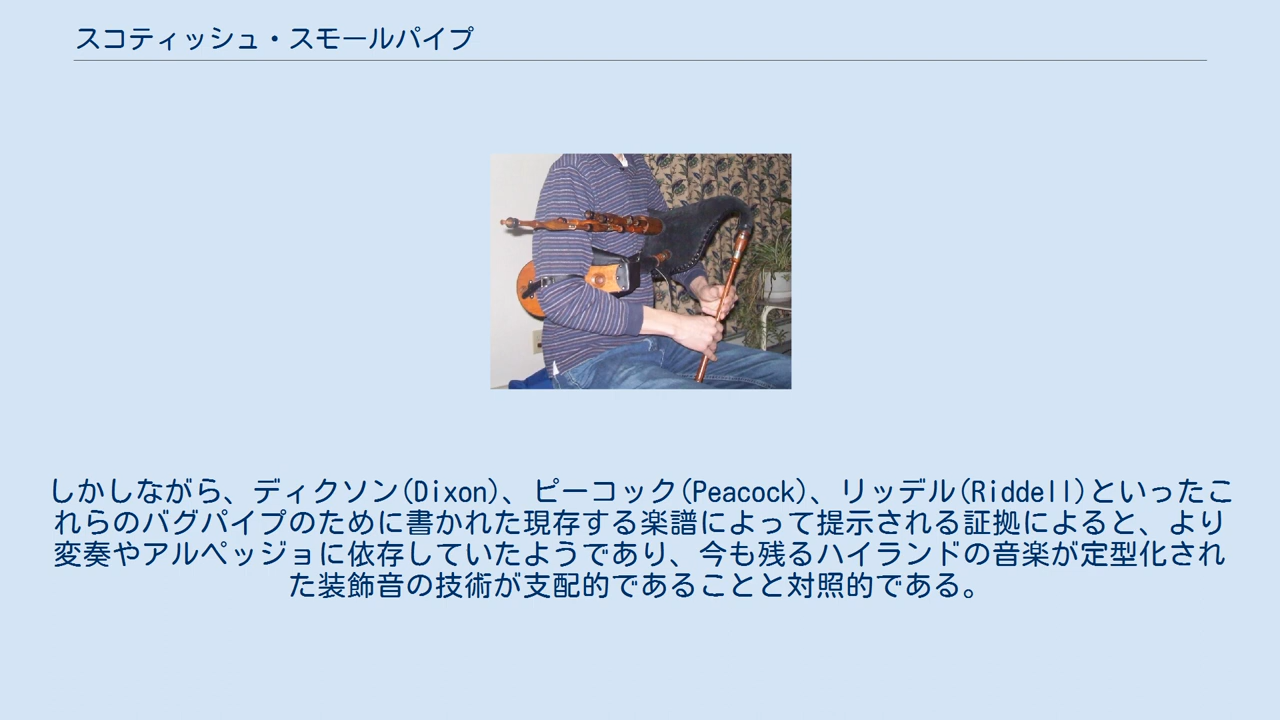 スコティッシュ・スモールパイプ
しかしながら、ディクソン(Dixon)、ピーコック(Peacock)、リッデル(Riddell)といったこ
れらのバグパイプのために書かれた現存する楽譜によって提示される証拠によると、より
変奏やアルペッジョに依存していたようであり、今も残るハイランドの音楽が定型化され
た装飾音の技術が支配的であることと対照的である。